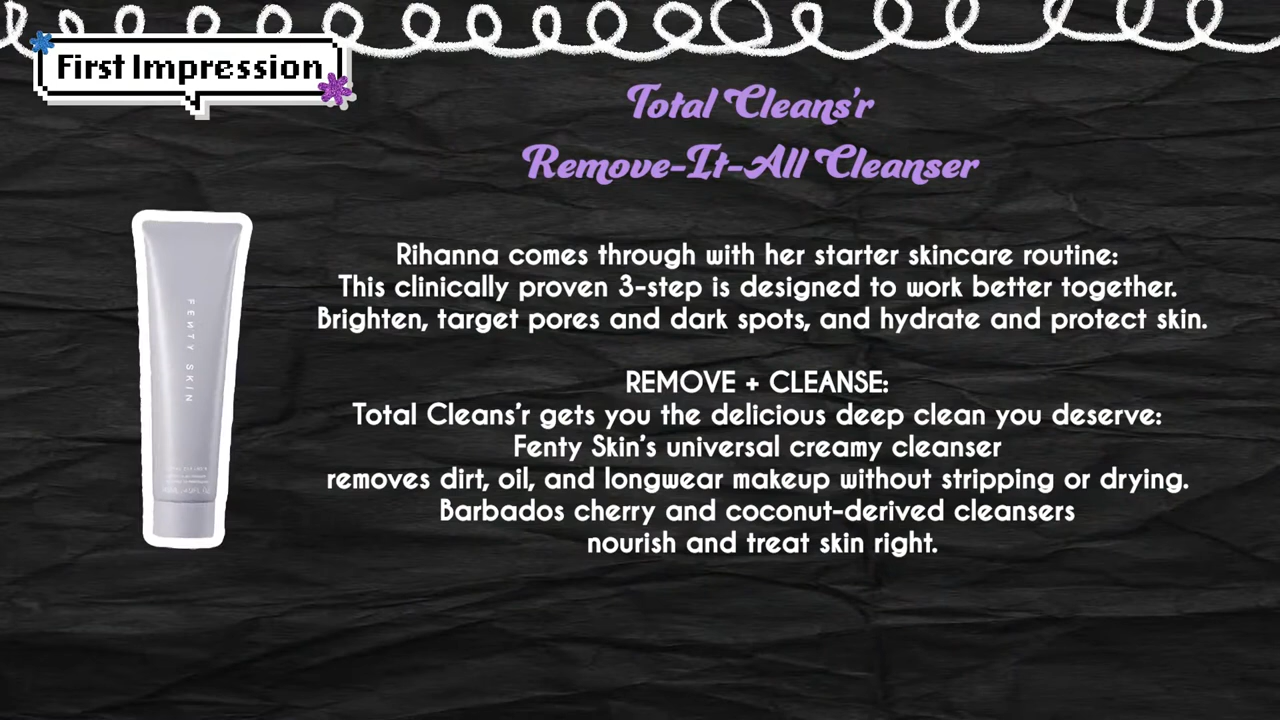 First Impression
Total Cleans'r
Remove-It-All Cleanser
Rihanna comes through with her starter skincare routine:
This clinically proven 3-step is designed to work better together.
Brighten, target pores and dark spots, and hydrate and protect skin.
REMOVE + CLEANSE:
Total Cleans'r gets you the delicious deep clean you deserve:
Fenty Skin's universal creamy cleanser
removes dirt, oil, and longwear makeup without stripping or drying.
Barbados cherry and coconut-derived cleansers
nourish and treat skin right.
FENTY SKIN